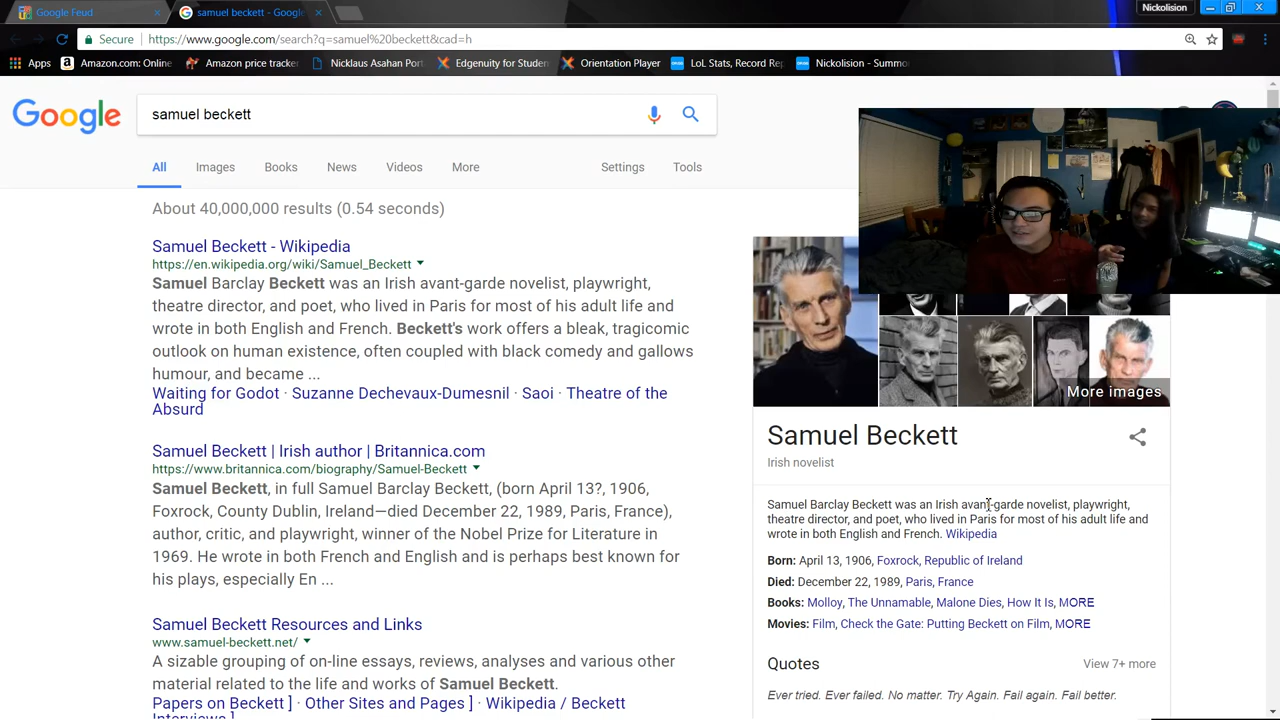 Google Feud
samuel beckett - Google
Nickolision
Secure
https://www.google.com/search?q=samuel%20beckett&cad=h
Apps
Amazon.com: Online
Amazon price tracker
Nicklaus Asahan Port
Edgenuity for Studen
Orientation Player
LoL Stats, Record Rep
Nickolision - Summo
Google
samuel beckett
All Images Books News Videos More Settings Tools
About 40,000,000 results (0.54 seconds)
Samuel Beckett - Wikipedia
https://en.wikipedia.org/wiki/Samuel_Beckett
Samuel Barclay Beckett was an Irish avant-garde novelist, playwright,
theatre director, and poet, who lived in Paris for most of his adult life and
wrote in both English and French. Beckett's work offers a bleak, tragicomic
outlook on human existence, often coupled with black comedy and gallows
humour, and became ...
Waiting for Godot · Suzanne Dechevaux-Dumesnil · Saoi · Theatre of the
Absurd
Samuel Beckett | Irish author | Britannica.com
https://www.britannica.com/biography/Samuel-Beckett
Samuel Beckett, in full Samuel Barclay Beckett, (born April 13?, 1906,
Foxrock, County Dublin, Ireland—died December 22, 1989, Paris, France),
author, critic, and playwright, winner of the Nobel Prize for Literature in
1969. He wrote in both French and English and is perhaps best known for
his plays, especially En ...
Samuel Beckett Resources and Links
www.samuel-beckett.net/
A sizable grouping of on-line essays, reviews, analyses and various other
material related to the life and works of Samuel Beckett.
Papers on Beckett ] · Other Sites and Pages ] · Wikipedia / Beckett
Interviews ]
More images
Samuel Beckett
Irish novelist
Samuel Barclay Beckett was an Irish avant-garde novelist, playwright,
theatre director, and poet, who lived in Paris for most of his adult life and
wrote in both English and French. Wikipedia
Born: April 13, 1906, Foxrock, Republic of Ireland
Died: December 22, 1989, Paris, France
Books: Molloy, The Unnamable, Malone Dies, How It Is, MORE
Movies: Film, Check the Gate: Putting Beckett on Film, MORE
Quotes
View 7+ more
Ever tried. Ever failed. No matter. Try Again. Fail again. Fail better.